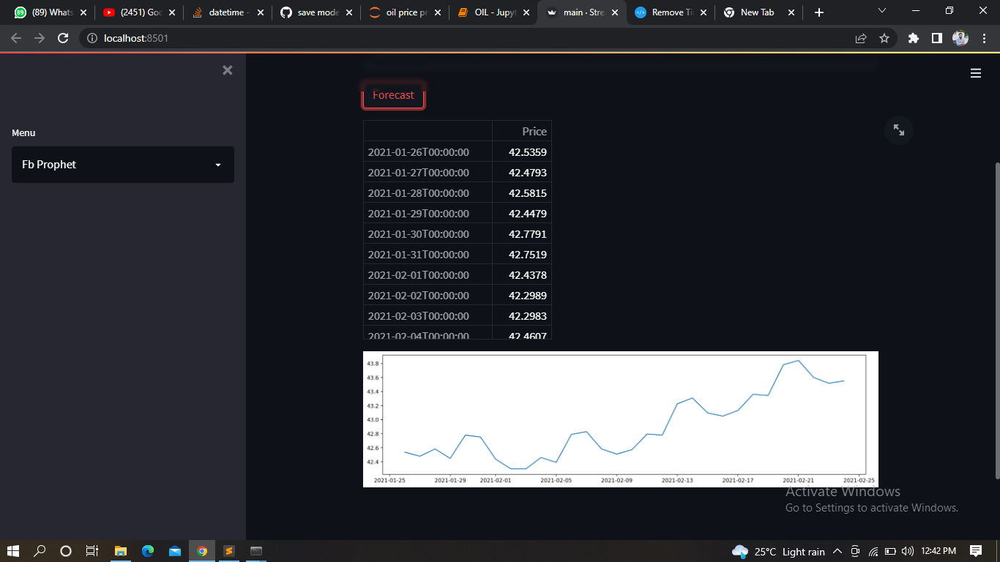 (89) Whats
(2451) Goo
datetime -
save mode
oil price pr
OIL - Jupyt
main · Stre
Remove Ti
New Tab
localhost:8501
Menu
Fb Prophet
Forecast
Price
2021-01-26T00:00:00 42.5359
2021-01-27T00:00:00 42.4793
2021-01-28T00:00:00 42.5815
2021-01-29T00:00:00 42.4479
2021-01-30T00:00:00 42.7791
2021-01-31T00:00:00 42.7519
2021-02-01T00:00:00 42.4378
2021-02-02T00:00:00 42.2989
2021-02-03T00:00:00 42.2983
2021-02-04T00:00:00 42.4607
43.8
43.6
43.4
43.2
43.0
42.8
42.6
42.4
2021-01-25 2021-01-29 2021-02-01 2021-02-05 2021-02-09 2021-02-13 2021-02-17 2021-02-21 2021-02-25
Activate Windows
Go to Settings to activate Windows.
25°C Light rain 12:42 PM